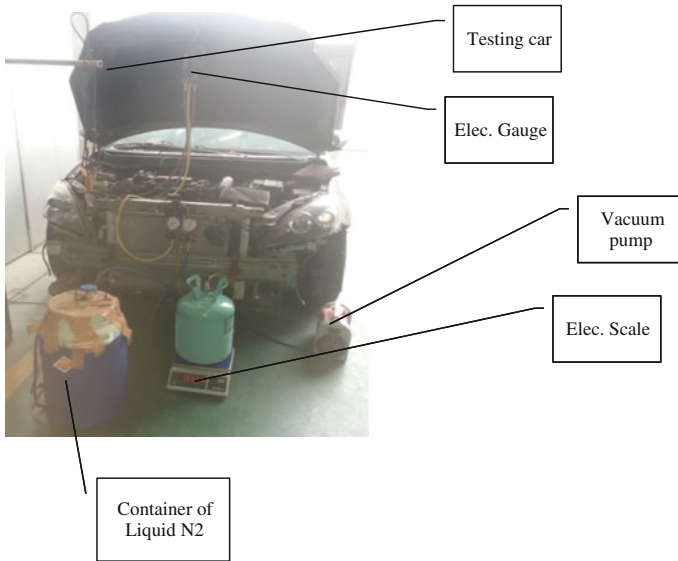 Testing car
Elec. Gauge
Vacuum
pump
Elec. Scale
Container of
Liquid N2